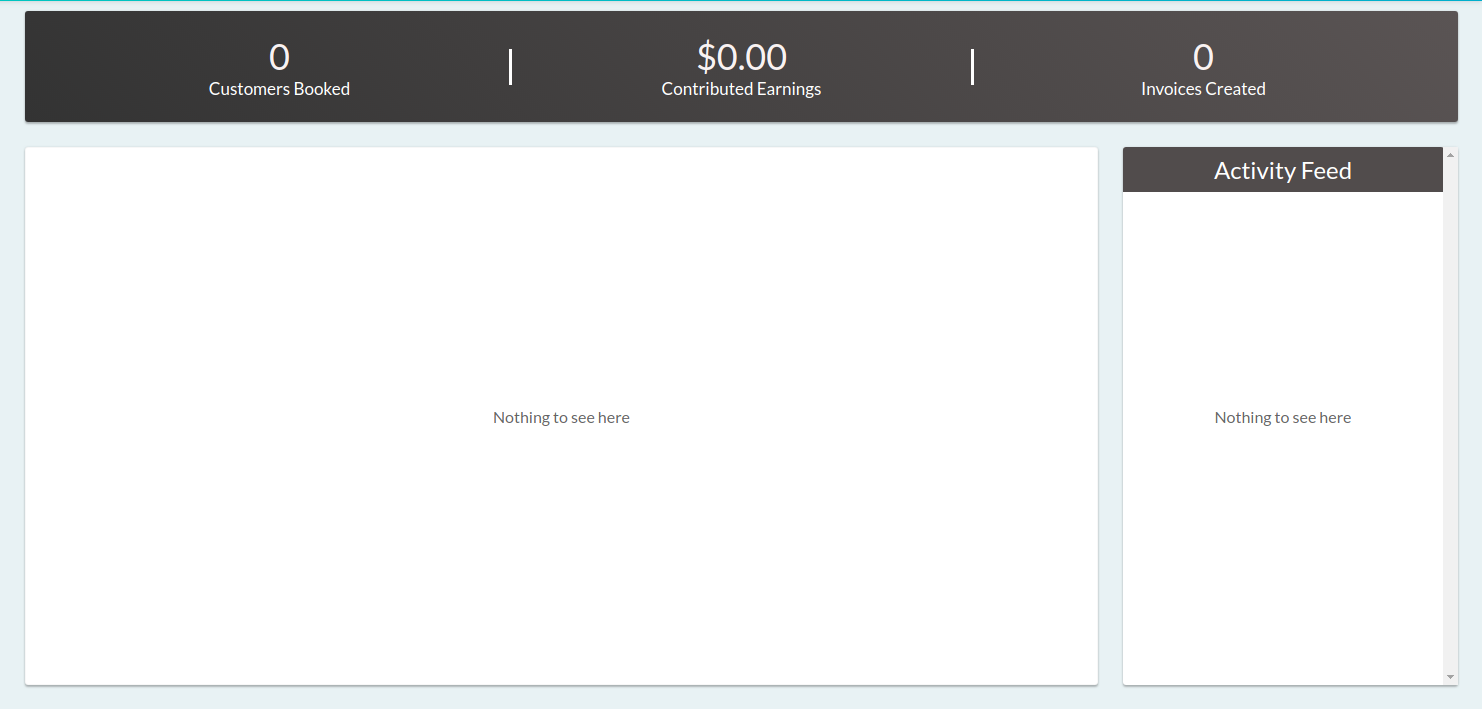 0
Customers Booked
$0.00
Contributed Earnings
0
Invoices Created
Nothing to see here
Activity Feed
Nothing to see here